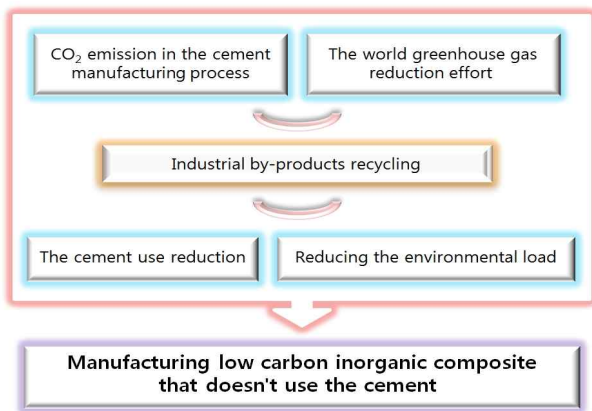 CO₂ emission in the cement
manufacturing process
The world greenhouse gas
reduction effort
Industrial by-products recycling
The cement use reduction
Reducing the environmental load
Manufacturing low carbon inorganic composite
that doesn't use the cement